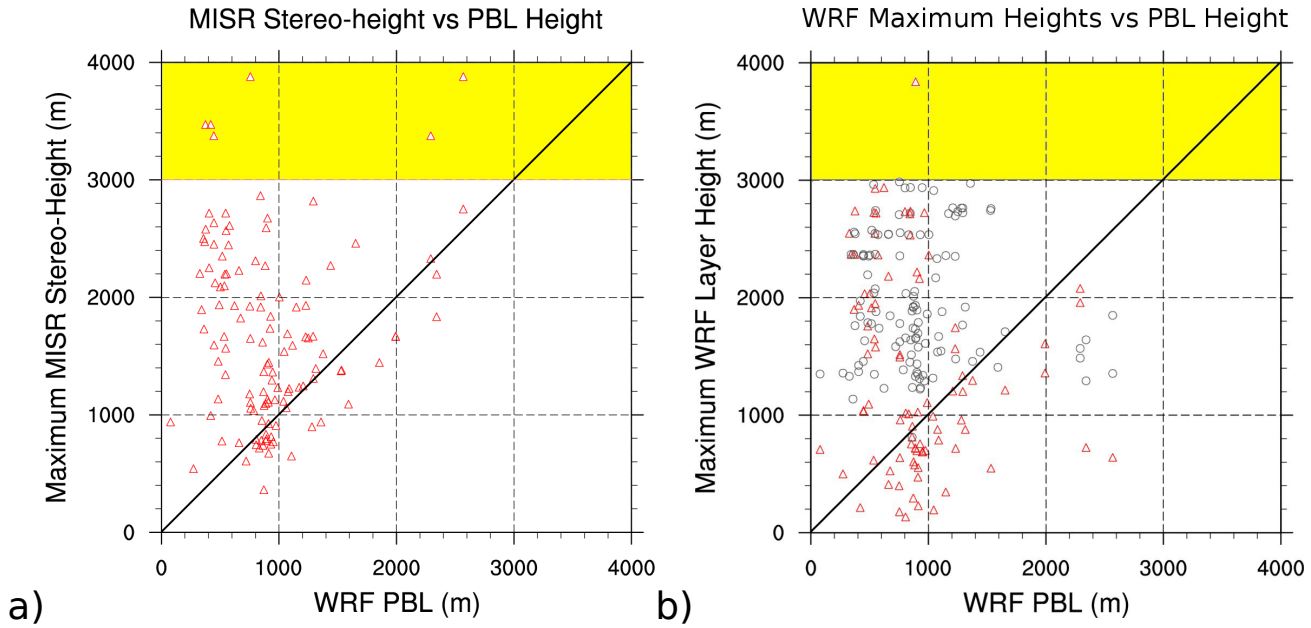 MISR Stereo-height vs PBL Height
4000
3000
2000
1000
0
0 1000 2000 3000 4000
Maximum MISR Stereo-Height (m)
WRF PBL (m)
a)
WRF Maximum Heights vs PBL Height
4000
3000
2000
1000
0
0 1000 2000 3000 4000
Maximum WRF Layer Height (m)
WRF PBL (m)
b)